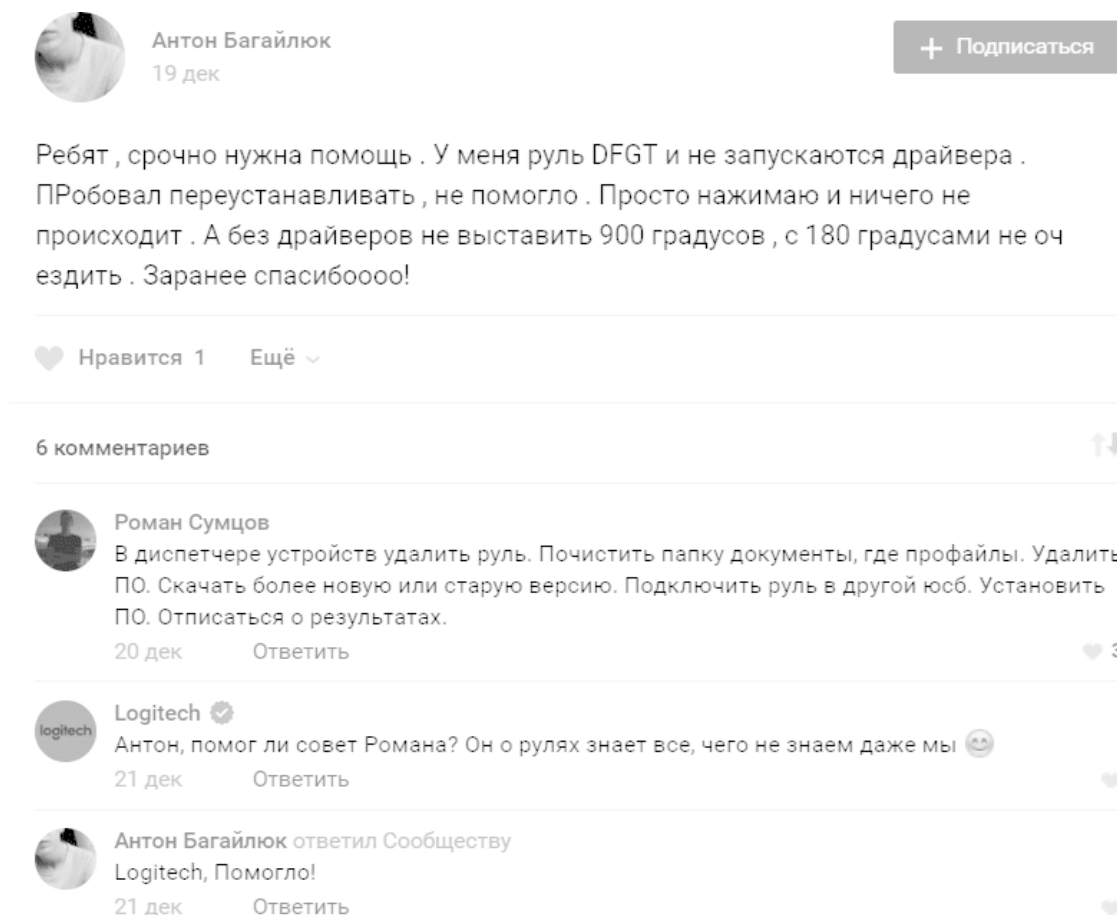 Антон Багайлюк
19 дек
+ Подписаться
Ребят , срочно нужна помощь . У меня руль DFGT и не запускаются драйвера .
ПРобовал переустанавливать , не помогло . Просто нажимаю и ничего не
происходит . А без драйверов не выставить 900 градусов , с 180 градусами не оч
ездить . Заранее спасибоооо!
Нравится 1 Ещё
6 комментариев
Роман Сумцов
В диспетчере устройств удалить руль. Почистить папку документы, где профайлы. Удалить
ПО. Скачать более новую или старую версию. Подключить руль в другой юсб. Установить
ПО. Отписаться о результатах.
20 дек Ответить 3
Logitech
logitech
Антон, помог ли совет Романа? Он о рулях знает все, чего не знаем даже мы 😊
21 дек Ответить
Антон Багайлюк ответил Сообществу
Logitech, Помогло!
21 дек Ответить